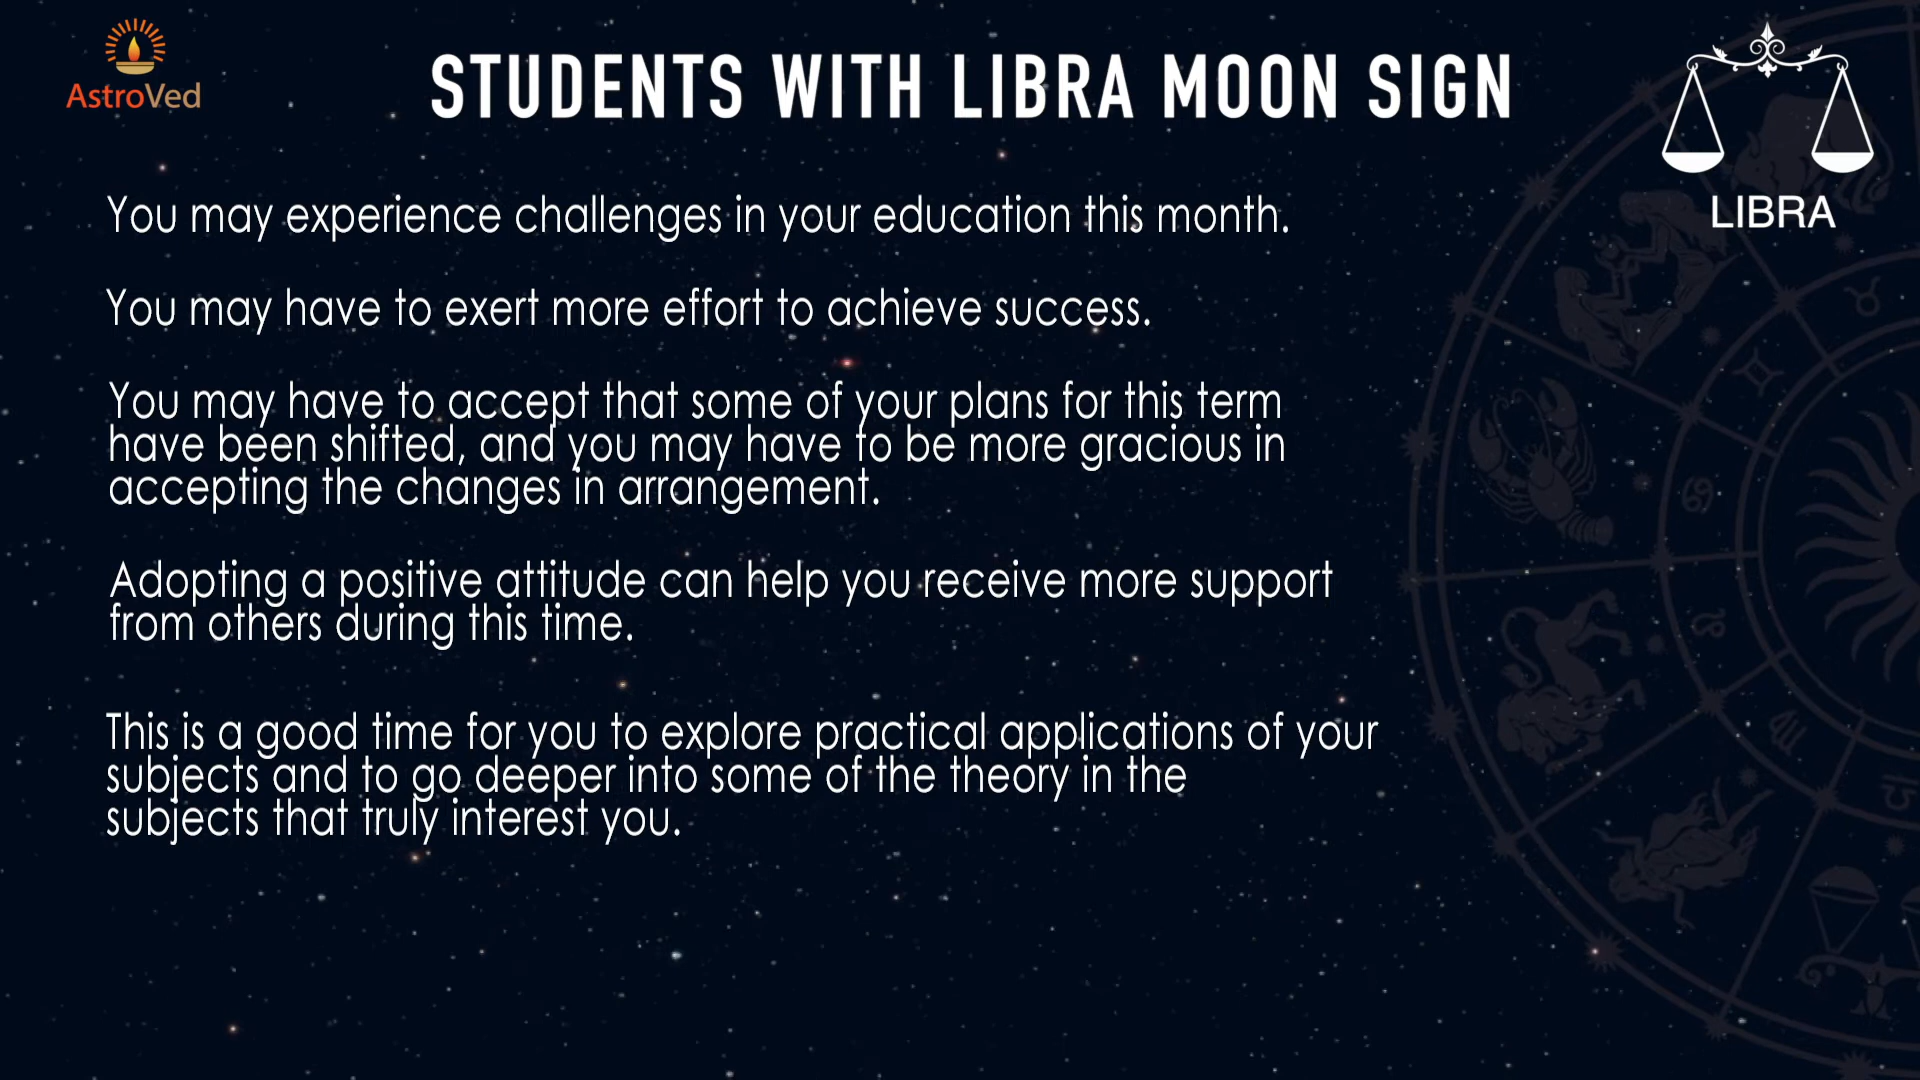 AstroVed
STUDENTS WITH LIBRA MOON SIGN
LIBRA
You may experience challenges in your education this month.
You may have to exert more effort to achieve success.
You may have to accept that some of your plans for this term
have been shifted, and you may have to be more gracious in
accepting the changes in arrangement.
Adopting a positive attitude can help you receive more support
from others during this time.
This is a good time for you to explore practical applications of your
subjects and to go deeper into some of the theory in the
subjects that truly interest you.